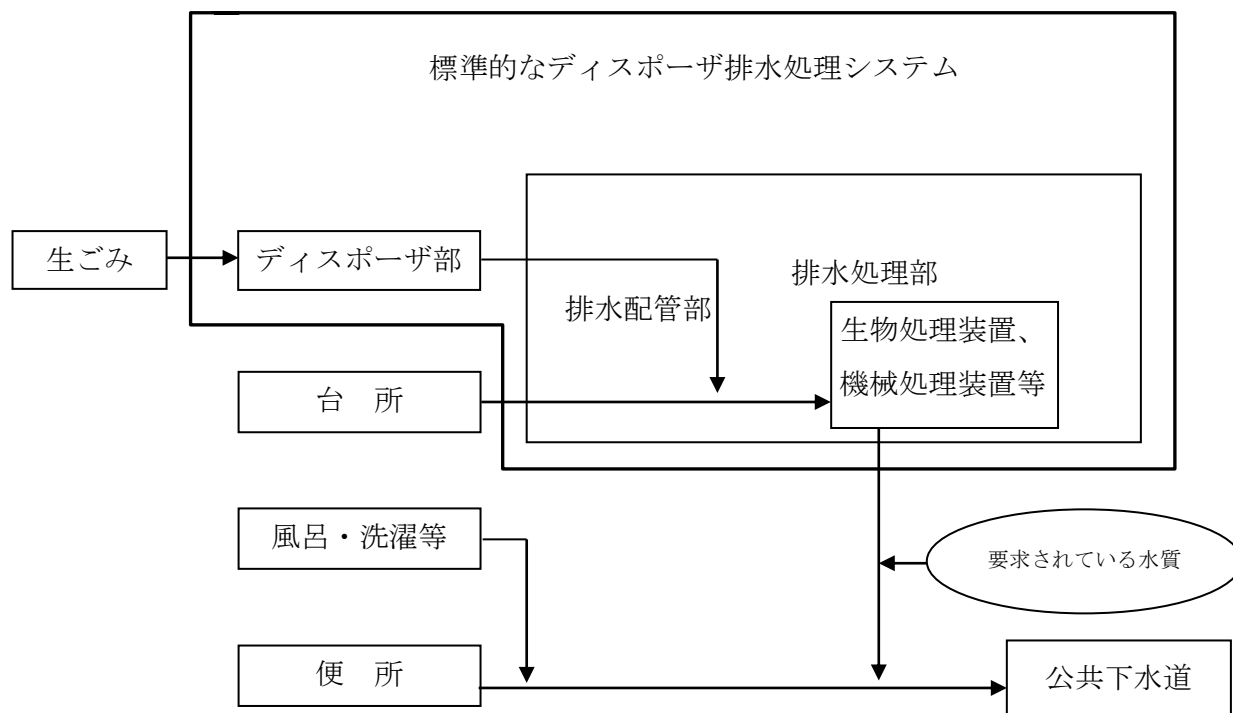 標準的なディスポーザ排水処理システム
生ごみ
ディスポーザ部
排水配管部
排水処理部
生物処理装置、
機械処理装置等
台　所
風呂・洗濯等
要求されている水質
便　所
公共下水道